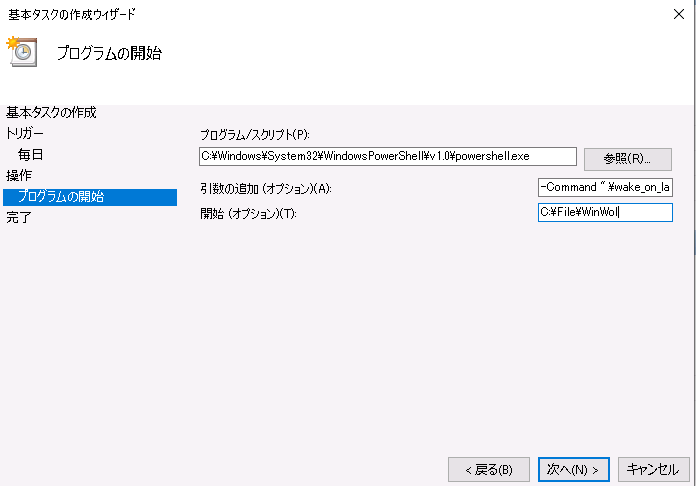 基本タスクの作成ウィザード
プログラムの開始
基本タスクの作成
トリガー
毎日
操作
プログラムの開始
完了
プログラム/スクリプト(P):
C:¥Windows¥System32¥WindowsPowerShell¥v1.0¥powershell.exe
参照(R)...
引数の追加 (オプション)(A):
-Command ".¥wake_on_la
開始 (オプション)(T):
C:¥File¥WinWol
< 戻る(B)
次へ(N) >
キャンセル